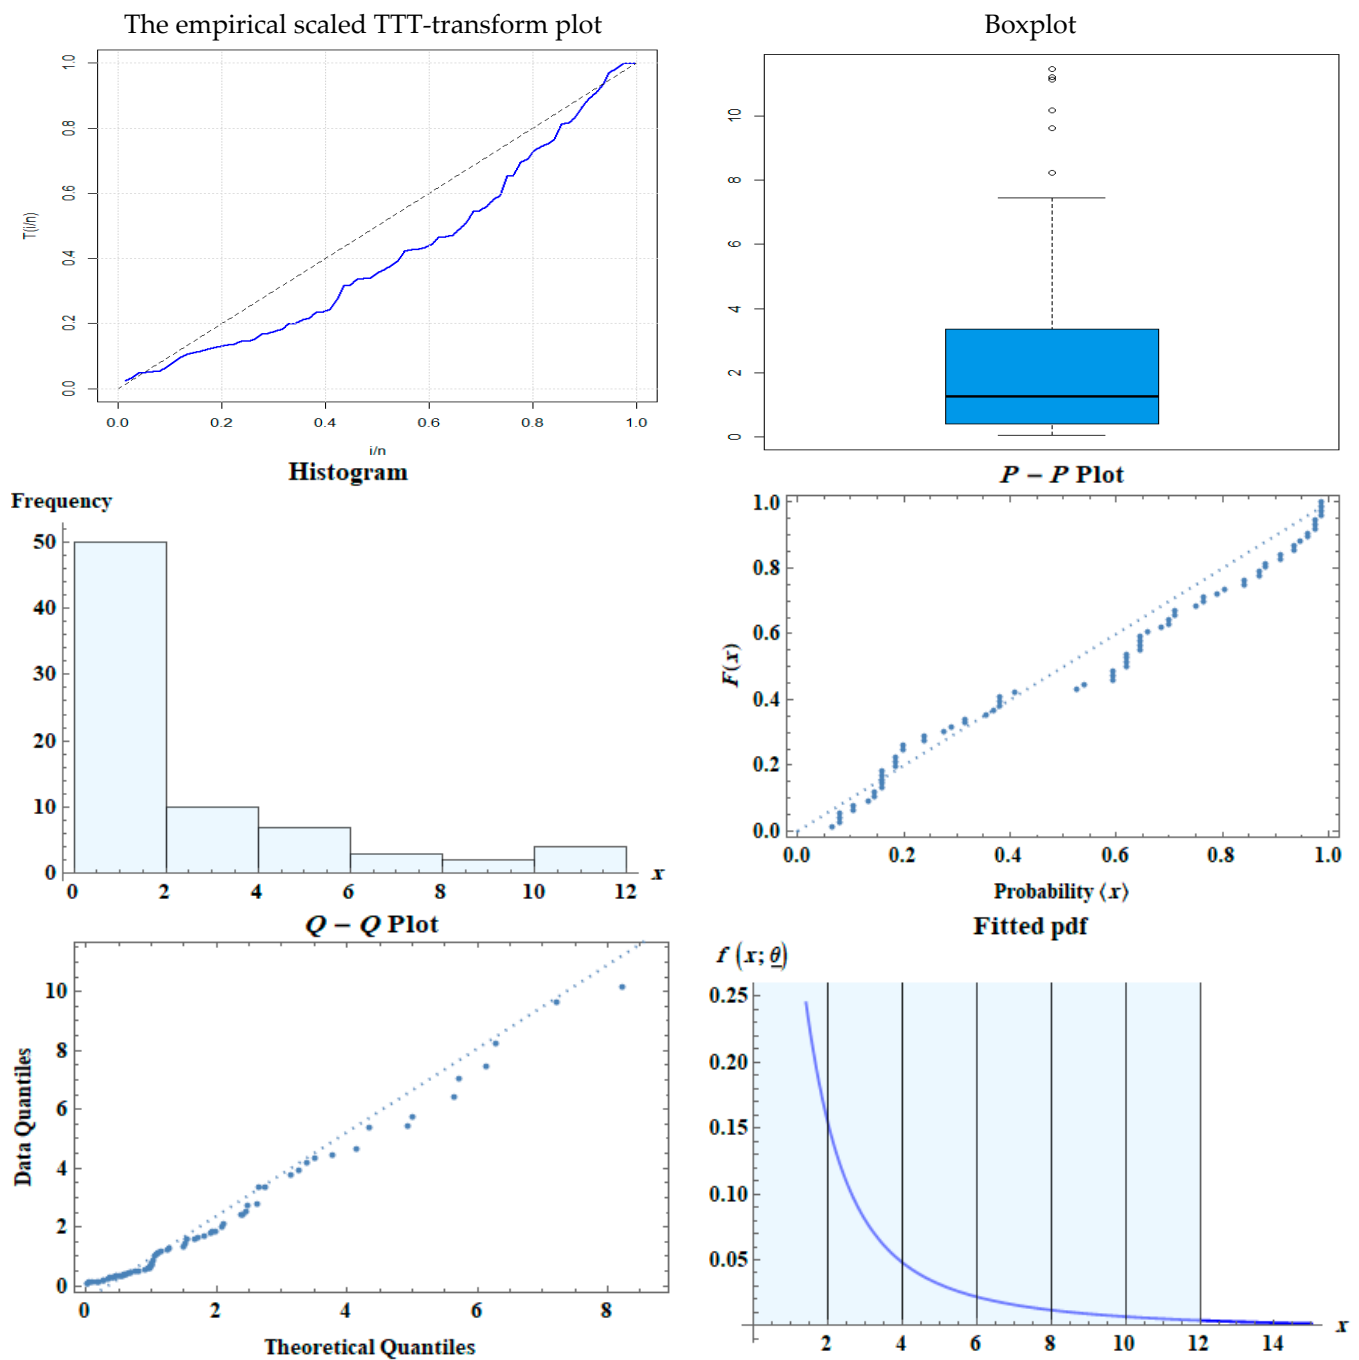 The empirical scaled TTT-transform plot
T(i/n)
1.0
0.8
0.6
0.4
0.2
0.0
0.0 0.2 0.4 0.6 0.8 1.0
i/n
Boxplot
10
8
6
4
2
0
Histogram
Frequency
50
40
30
20
10
0
0 2 4 6 8 10 12 x
P – P Plot
F(x)
1.0
0.8
0.6
0.4
0.2
0.0
0.0 0.2 0.4 0.6 0.8 1.0
Probability (x)
Q – Q Plot
Data Quantiles
10
8
6
4
2
0
0 2 4 6 8
Theoretical Quantiles
Fitted pdf
f (x; θ)
0.25
0.20
0.15
0.10
0.05
2 4 6 8 10 12 14 x